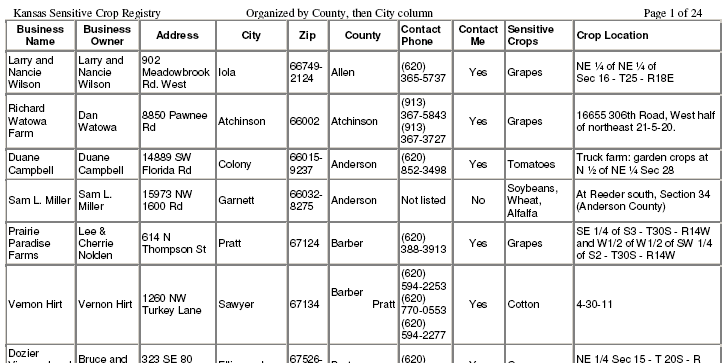 Kansas Sensitive Crop Registry Organized by County, then City column Page 1 of 24
Business Name Business Owner Address City Zip County Contact Phone Contact Me Sensitive Crops Crop Location
Larry and Nancie Wilson Larry and Nancie Wilson 902 Meadowbrook Rd. West Iola 66749-2124 Allen (620) 365-5737 Yes Grapes NE ¼ of NE ¼ of Sec 16 - T25 - R18E
Richard Watowa Farm Dan Watowa 8850 Pawnee Rd Atchinson 66002 Atchinson (913) 367-5843 (913) 367-3727 Yes Grapes 16655 306th Road, West half of northeast 21-5-20.
Duane Campbell Duane Campbell 14889 SW Florida Rd Colony 66015-9237 Anderson (620) 852-3498 Yes Tomatoes Truck farm: garden crops at N ½ of NE ¼ Sec 28
Sam L. Miller Sam L. Miller 15973 NW 1600 Rd Garnett 66032-8275 Anderson Not listed No Soybeans, Wheat, Alfalfa At Reeder south, Section 34 (Anderson County)
Prairie Paradise Farms Lee & Cherrie Nolden 614 N Thompson St Pratt 67124 Barber (620) 388-3913 Yes Grapes SE 1/4 of S3 - T30S - R14W and W1/2 of W1/2 of SW 1/4 of S2 - T30S - R14W
Vernon Hirt Vernon Hirt 1260 NW Turkey Lane Sawyer 67134 Barber Pratt (620) 594-2253 (620) 770-0553 (620) 594-2277 Yes Cotton 4-30-11
Dozier Bruce and 323 SE 80 67526- (620) NE 1/4 Sec 15 - T 20S - R